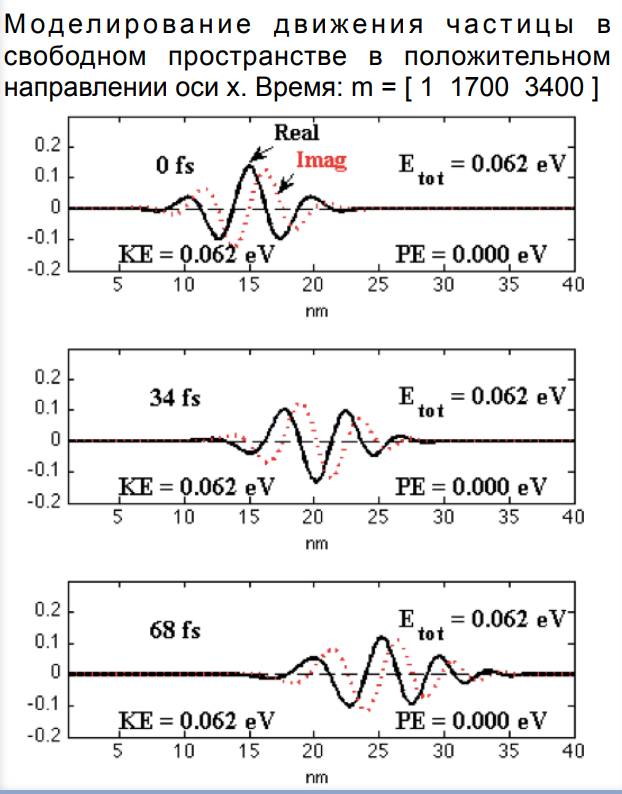 Моделирование движения частицы в
свободном пространстве в положительном
направлении оси x. Время: m = [ 1 1700 3400 ]
Real
0.2
0 fs
Imag
E tot = 0.062 eV
0.1
0
-0.1
KE = 0.062 eV
PE = 0.000 eV
-0.2
5 10 15 20 25 30 35 40
nm
0.2
34 fs
E tot = 0.062 eV
0.1
0
-0.1
KE = 0.062 eV
PE = 0.000 eV
-0.2
5 10 15 20 25 30 35 40
nm
0.2
68 fs
E tot = 0.062 eV
0.1
0
-0.1
KE = 0.062 eV
PE = 0.000 eV
-0.2
5 10 15 20 25 30 35 40
nm